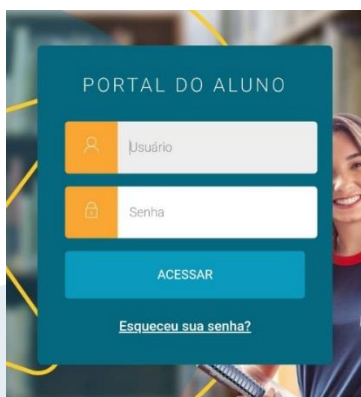 PORTAL DO ALUNO
Usuário
Senha
ACESSAR
Esqueceu sua senha?